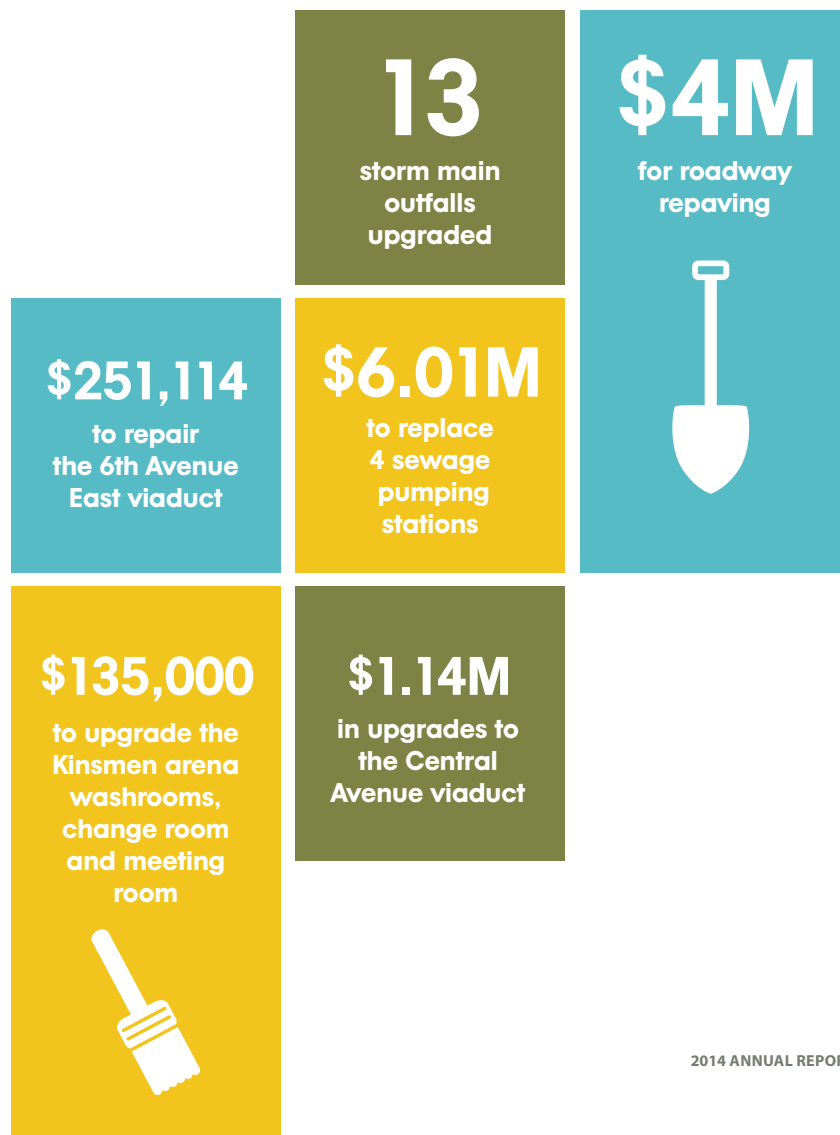 13
storm main
outfalls
upgraded
$4M
for roadway
repaving
$251,114
to repair
the 6th Avenue
East viaduct
$6.01M
to replace
4 sewage
pumping
stations
$135,000
to upgrade the
Kinsmen arena
washrooms,
change room
and meeting
room
$1.14M
in upgrades to
the Central
Avenue viaduct
2014 ANNUAL REPO